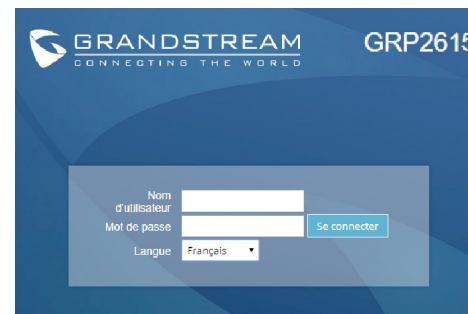 GRANDSTREAM
CONNECTING THE WORLD
GRP2615
Nom
d'utilisateur
Mot de passe
Se connecter
Langue
Français